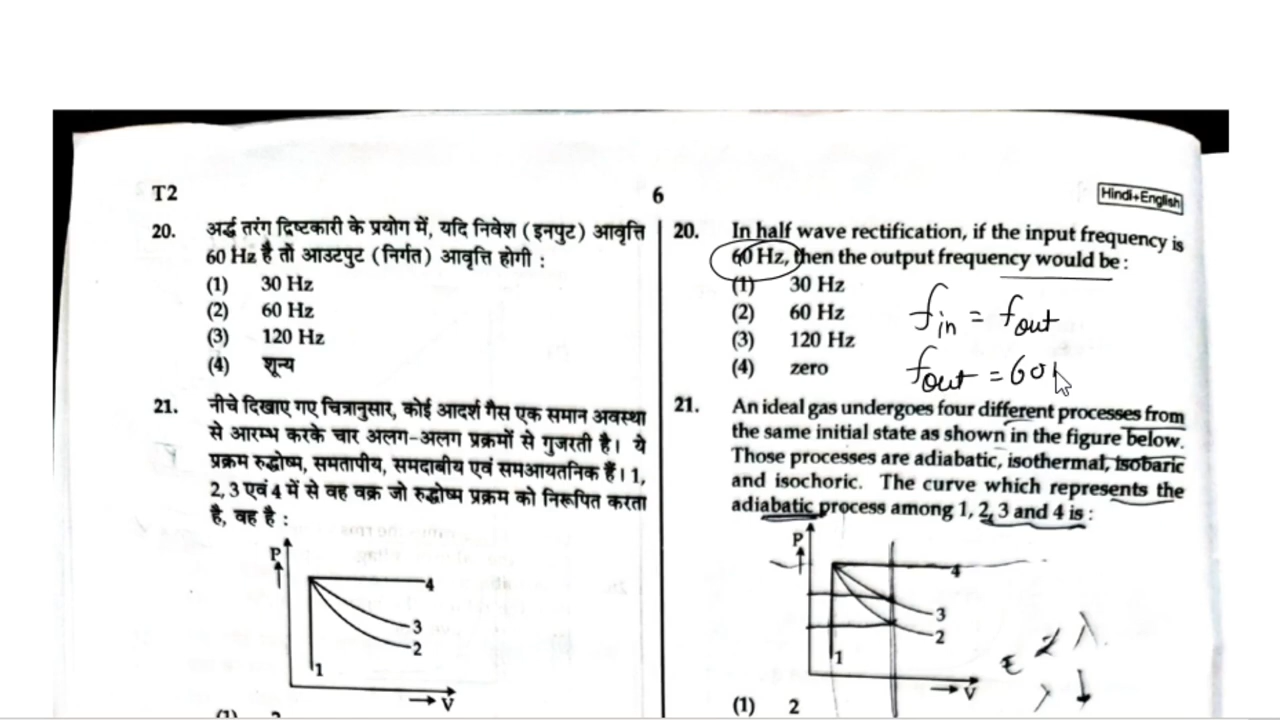 T2
6
Hindi+English
20. अर्द्ध तरंग दिष्टकारी के प्रयोग में, यदि निवेश (इनपुट) आवृत्ति
60 Hz है तो आउटपुट (निर्गत) आवृत्ति होगी :
(1) 30 Hz
(2) 60 Hz
(3) 120 Hz
(4) शून्य
21. नीचे दिखाए गए चित्रानुसार, कोई आदर्श गैस एक समान अवस्था
से आरम्भ करके चार अलग-अलग प्रक्रमों से गुजरती है। ये
प्रक्रम रुद्धोष्म, समतापीय, समदाबीय एवं समआयतनिक हैं। 1,
2, 3 एवं 4 में से वह वक्र जो रुद्धोष्म प्रक्रम को निरूपित करता
है, वह है :
P
4
3
2
1
V
20. In half wave rectification, if the input frequency is
60 Hz, then the output frequency would be :
(1) 30 Hz
(2) 60 Hz
(3) 120 Hz
(4) zero
fin = fout
fout = 60
21. An ideal gas undergoes four different processes from
the same initial state as shown in the figure below.
Those processes are adiabatic, isothermal, isobaric
and isochoric. The curve which represents the
adiabatic process among 1, 2, 3 and 4 is :
P
4
3
2
1
V
(1) 2